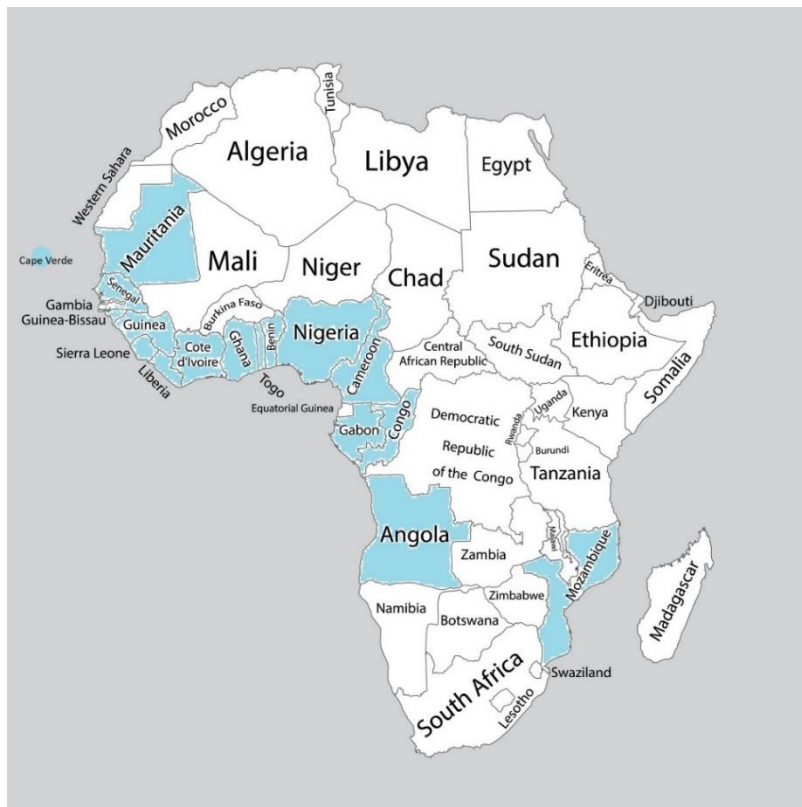 Tunisia
Morocco
Algeria
Libya
Egypt
Western Sahara
Mauritania
Cape Verde
Mali
Niger
Chad
Sudan
Eritrea
Senegal
Gambia
Guinea-Bissau
Guinea
Burkina Faso
Djibouti
Sierra Leone
Liberia
Cote
d'Ivoire
Ghana
Togo
Benin
Nigeria
Cameroon
Central
African Republic
South Sudan
Ethiopia
Somalia
Equatorial Guinea
Gabon
Congo
Democratic
Republic
of the Congo
Uganda
Kenya
Rwanda
Burundi
Tanzania
Angola
Zambia
Malawi
Mozambique
Zimbabwe
Namibia
Botswana
Madagascar
South Africa
Swaziland
Lesotho